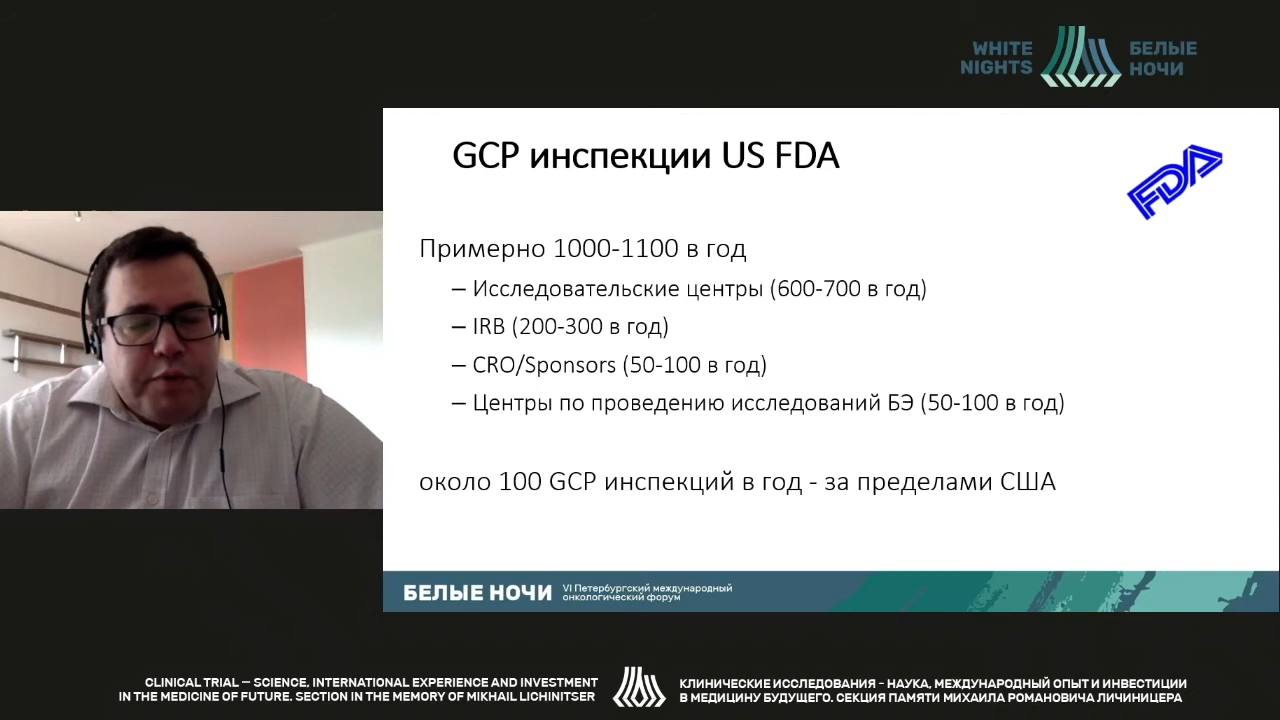 WHITE
NIGHTS
БЕЛЫЕ
НОЧИ
GCP инспекции US FDA
FDA
Примерно 1000-1100 в год
– Исследовательские центры (600-700 в год)
– IRB (200-300 в год)
– CRO/Sponsors (50-100 в год)
– Центры по проведению исследований БЭ (50-100 в год)
около 100 GCP инспекций в год - за пределами США
БЕЛЫЕ НОЧИ
VI Петербургский международный
онкологический форум
CLINICAL TRIAL – SCIENCE, INTERNATIONAL EXPERIENCE AND INVESTMENT
IN THE MEDICINE OF FUTURE. SECTION IN THE MEMORY OF MIKHAIL LICHINITSER
КЛИНИЧЕСКИЕ ИССЛЕДОВАНИЯ - НАУКА, МЕЖДУНАРОДНЫЙ ОПЫТ И ИНВЕСТИЦИИ
В МЕДИЦИНУ БУДУЩЕГО. СЕКЦИЯ ПАМЯТИ МИХАИЛА РОМАНОВИЧА ЛИЧИНИЦЕРА